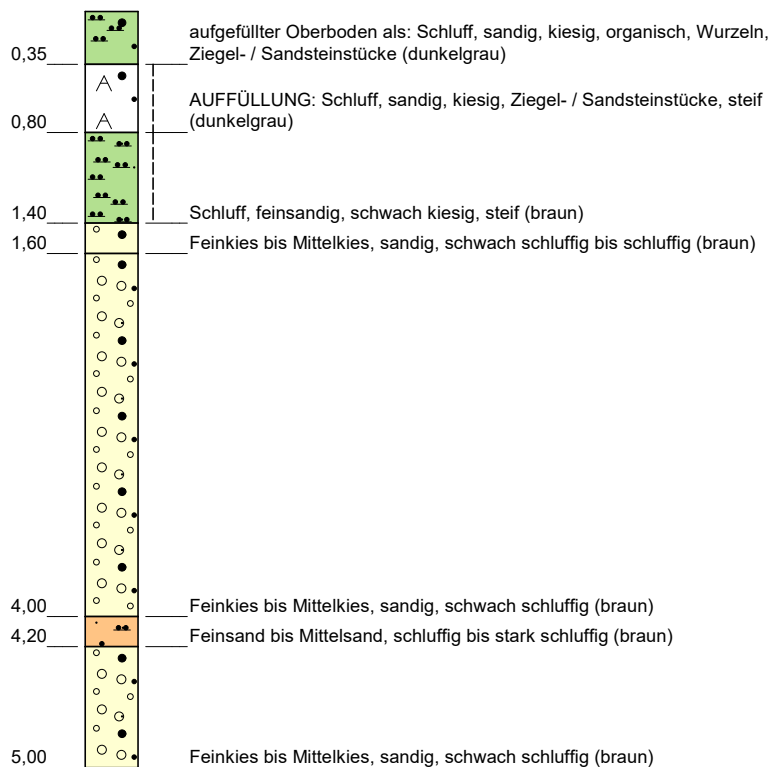 aufgefüllter Oberboden als: Schluff, sandig, kiesig, organisch, Wurzeln,
0,35 Ziegel- / Sandsteinstücke (dunkelgrau)
AUFFÜLLUNG: Schluff, sandig, kiesig, Ziegel- / Sandsteinstücke, steif
0,80 (dunkelgrau)
1,40 Schluff, feinsandig, schwach kiesig, steif (braun)
1,60 Feinkies bis Mittelkies, sandig, schwach schluffig bis schluffig (braun)
4,00 Feinkies bis Mittelkies, sandig, schwach schluffig (braun)
4,20 Feinsand bis Mittelsand, schluffig bis stark schluffig (braun)
5,00 Feinkies bis Mittelkies, sandig, schwach schluffig (braun)